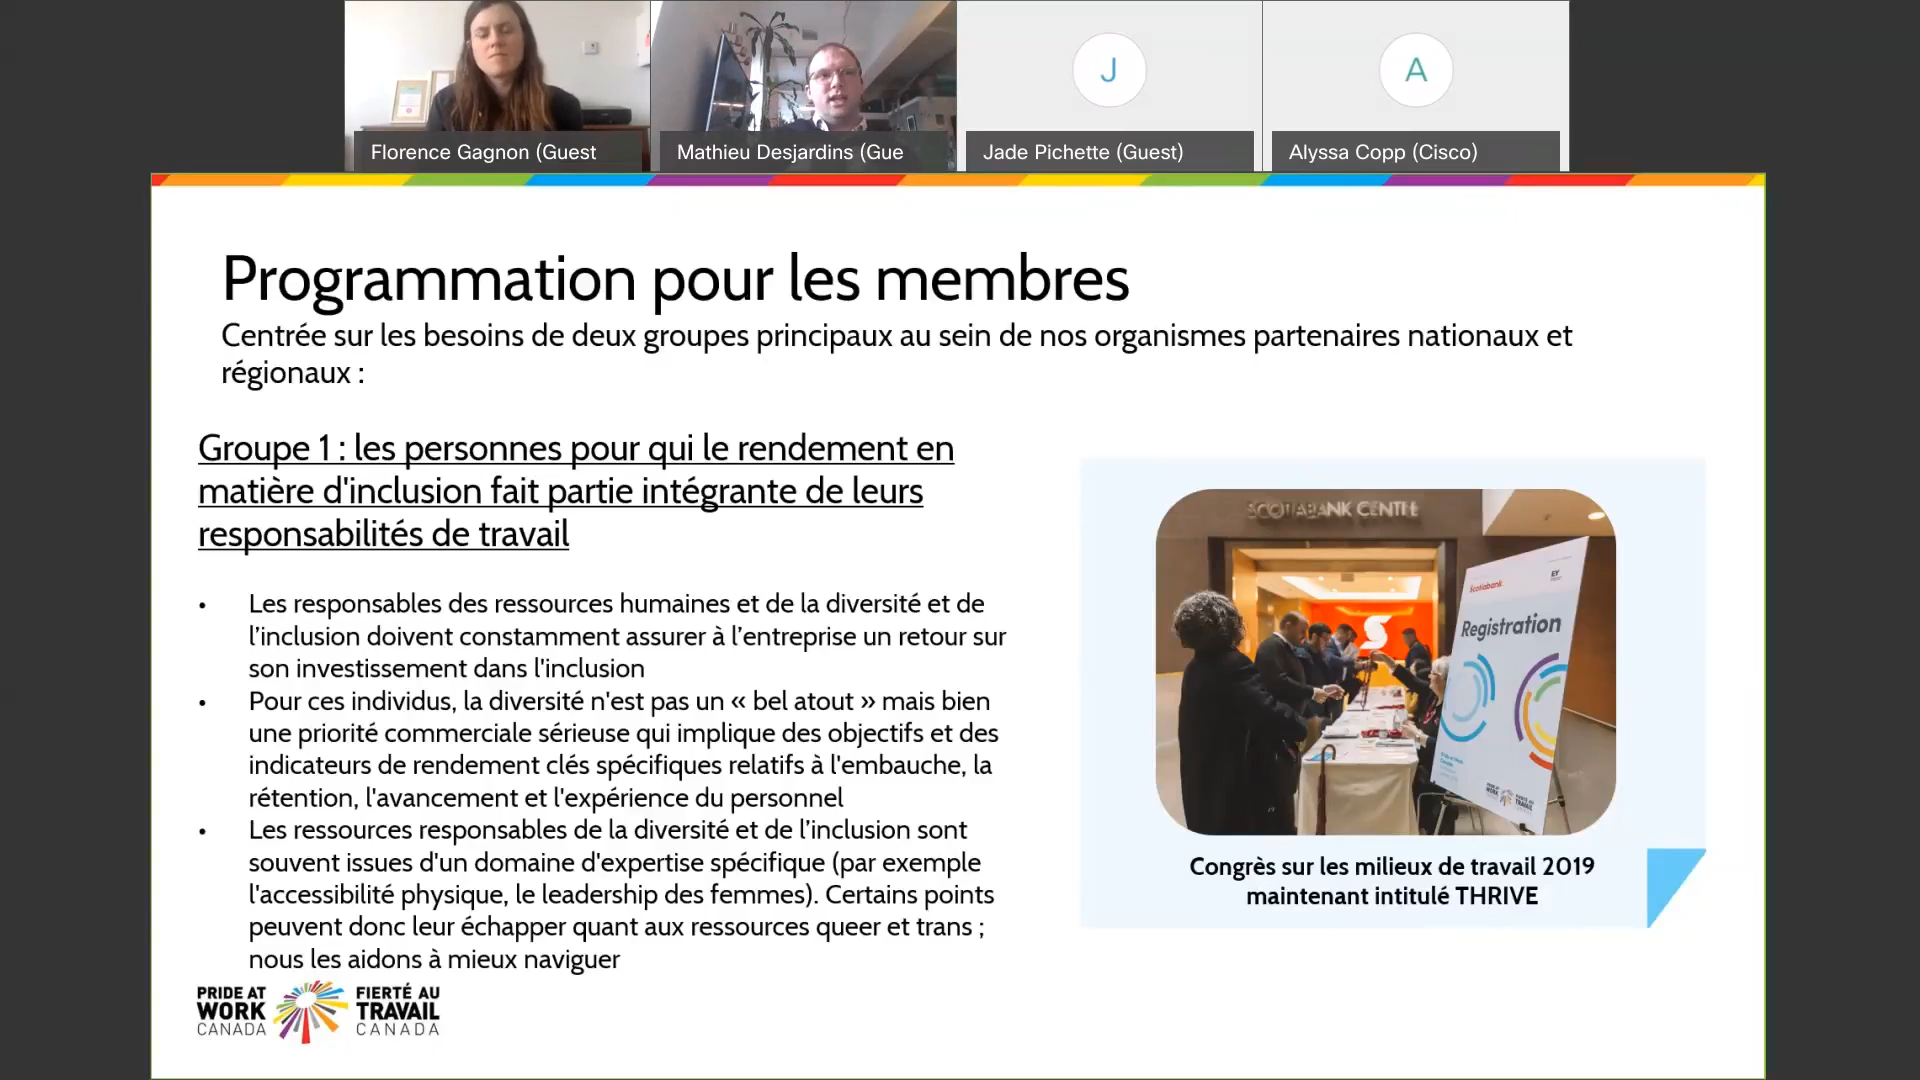 Florence Gagnon (Guest
Mathieu Desjardins (Gue
J
Jade Pichette (Guest)
A
Alyssa Copp (Cisco)
Programmation pour les membres
Centrée sur les besoins de deux groupes principaux au sein de nos organismes partenaires nationaux et
régionaux :
Groupe 1 : les personnes pour qui le rendement en
matière d'inclusion fait partie intégrante de leurs
responsabilités de travail
• Les responsables des ressources humaines et de la diversité et de
l’inclusion doivent constamment assurer à l’entreprise un retour sur
son investissement dans l'inclusion
• Pour ces individus, la diversité n'est pas un « bel atout » mais bien
une priorité commerciale sérieuse qui implique des objectifs et des
indicateurs de rendement clés spécifiques relatifs à l'embauche, la
rétention, l'avancement et l'expérience du personnel
• Les ressources responsables de la diversité et de l’inclusion sont
souvent issues d'un domaine d'expertise spécifique (par exemple
l'accessibilité physique, le leadership des femmes). Certains points
peuvent donc leur échapper quant aux ressources queer et trans ;
nous les aidons à mieux naviguer
SCOTIABANK CENTRE
Scotiabank
EY
Registration
Congrès sur les milieux de travail 2019
maintenant intitulé THRIVE
PRIDE AT
WORK
CANADA
FIERTÉ AU
TRAVAIL
CANADA